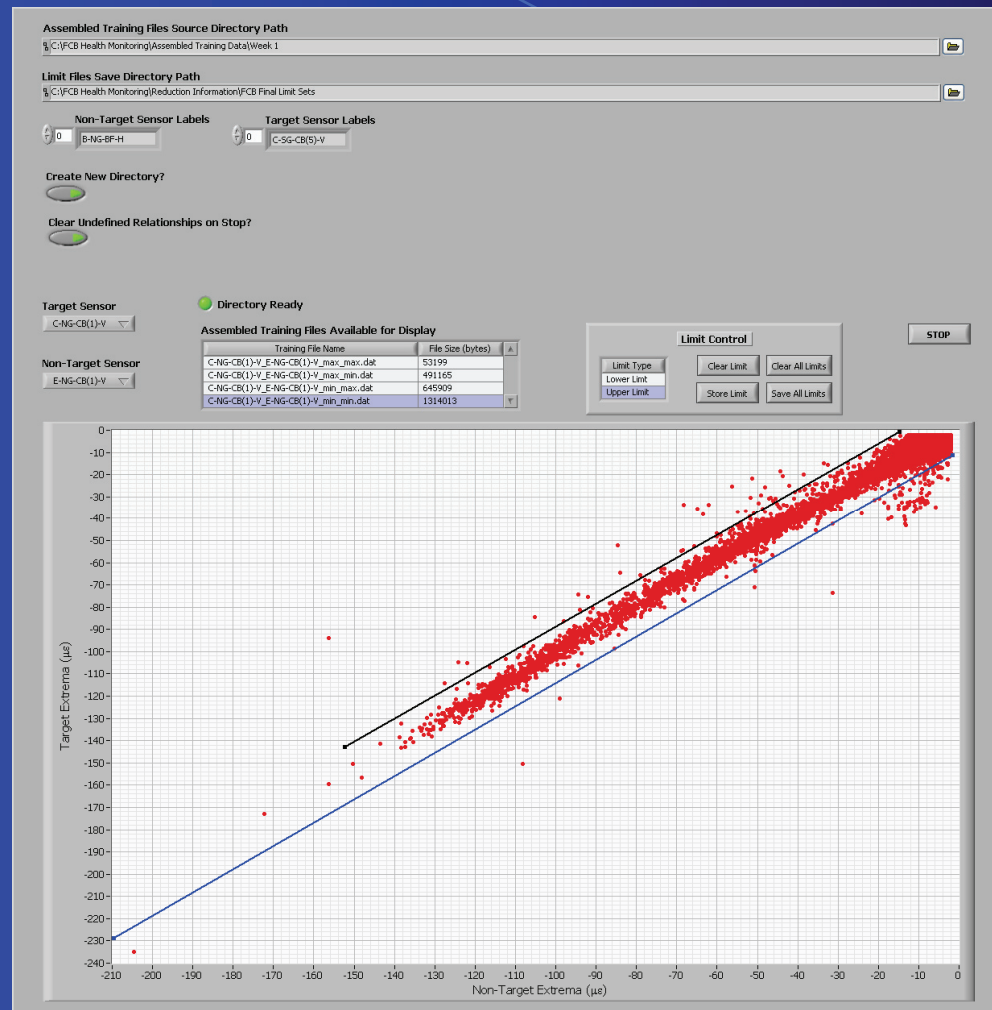 Assembled Training Files Source Directory Path
C:\FCB Health Monitoring\Assembled Training Data\Week 1
Limit Files Save Directory Path
C:\FCB Health Monitoring\Reduction Information\FCB Final Limit Sets
Non-Target Sensor Labels Target Sensor Labels
0 B-NG-BF-H 0 C-SG-CB(5)-V
Create New Directory?
Clear Undefined Relationships on Stop?
Target Sensor
C-NG-CB(1)-V
Non-Target Sensor
E-NG-CB(1)-V
Directory Ready
Assembled Training Files Available for Display
Training File Name File Size (bytes)
C-NG-CB(1)-V_E-NG-CB(1)-V_max_max.dat 53199
C-NG-CB(1)-V_E-NG-CB(1)-V_max_min.dat 491165
C-NG-CB(1)-V_E-NG-CB(1)-V_min_max.dat 645909
C-NG-CB(1)-V_E-NG-CB(1)-V_min_min.dat 1314013
Limit Control
Limit Type
Lower Limt
Upper Limit
Clear Limit Clear All Limits
Store Limit Save All Limits
STOP
Target Extrema (µε)
0
-10
-20
-30
-40
-50
-60
-70
-80
-90
-100
-110
-120
-130
-140
-150
-160
-170
-180
-190
-200
-210
-220
-230
-240
-210 -200 -190 -180 -170 -160 -150 -140 -130 -120 -110 -100 -90 -80 -70 -60 -50 -40 -30 -20 -10 0
Non-Target Extrema (µε)